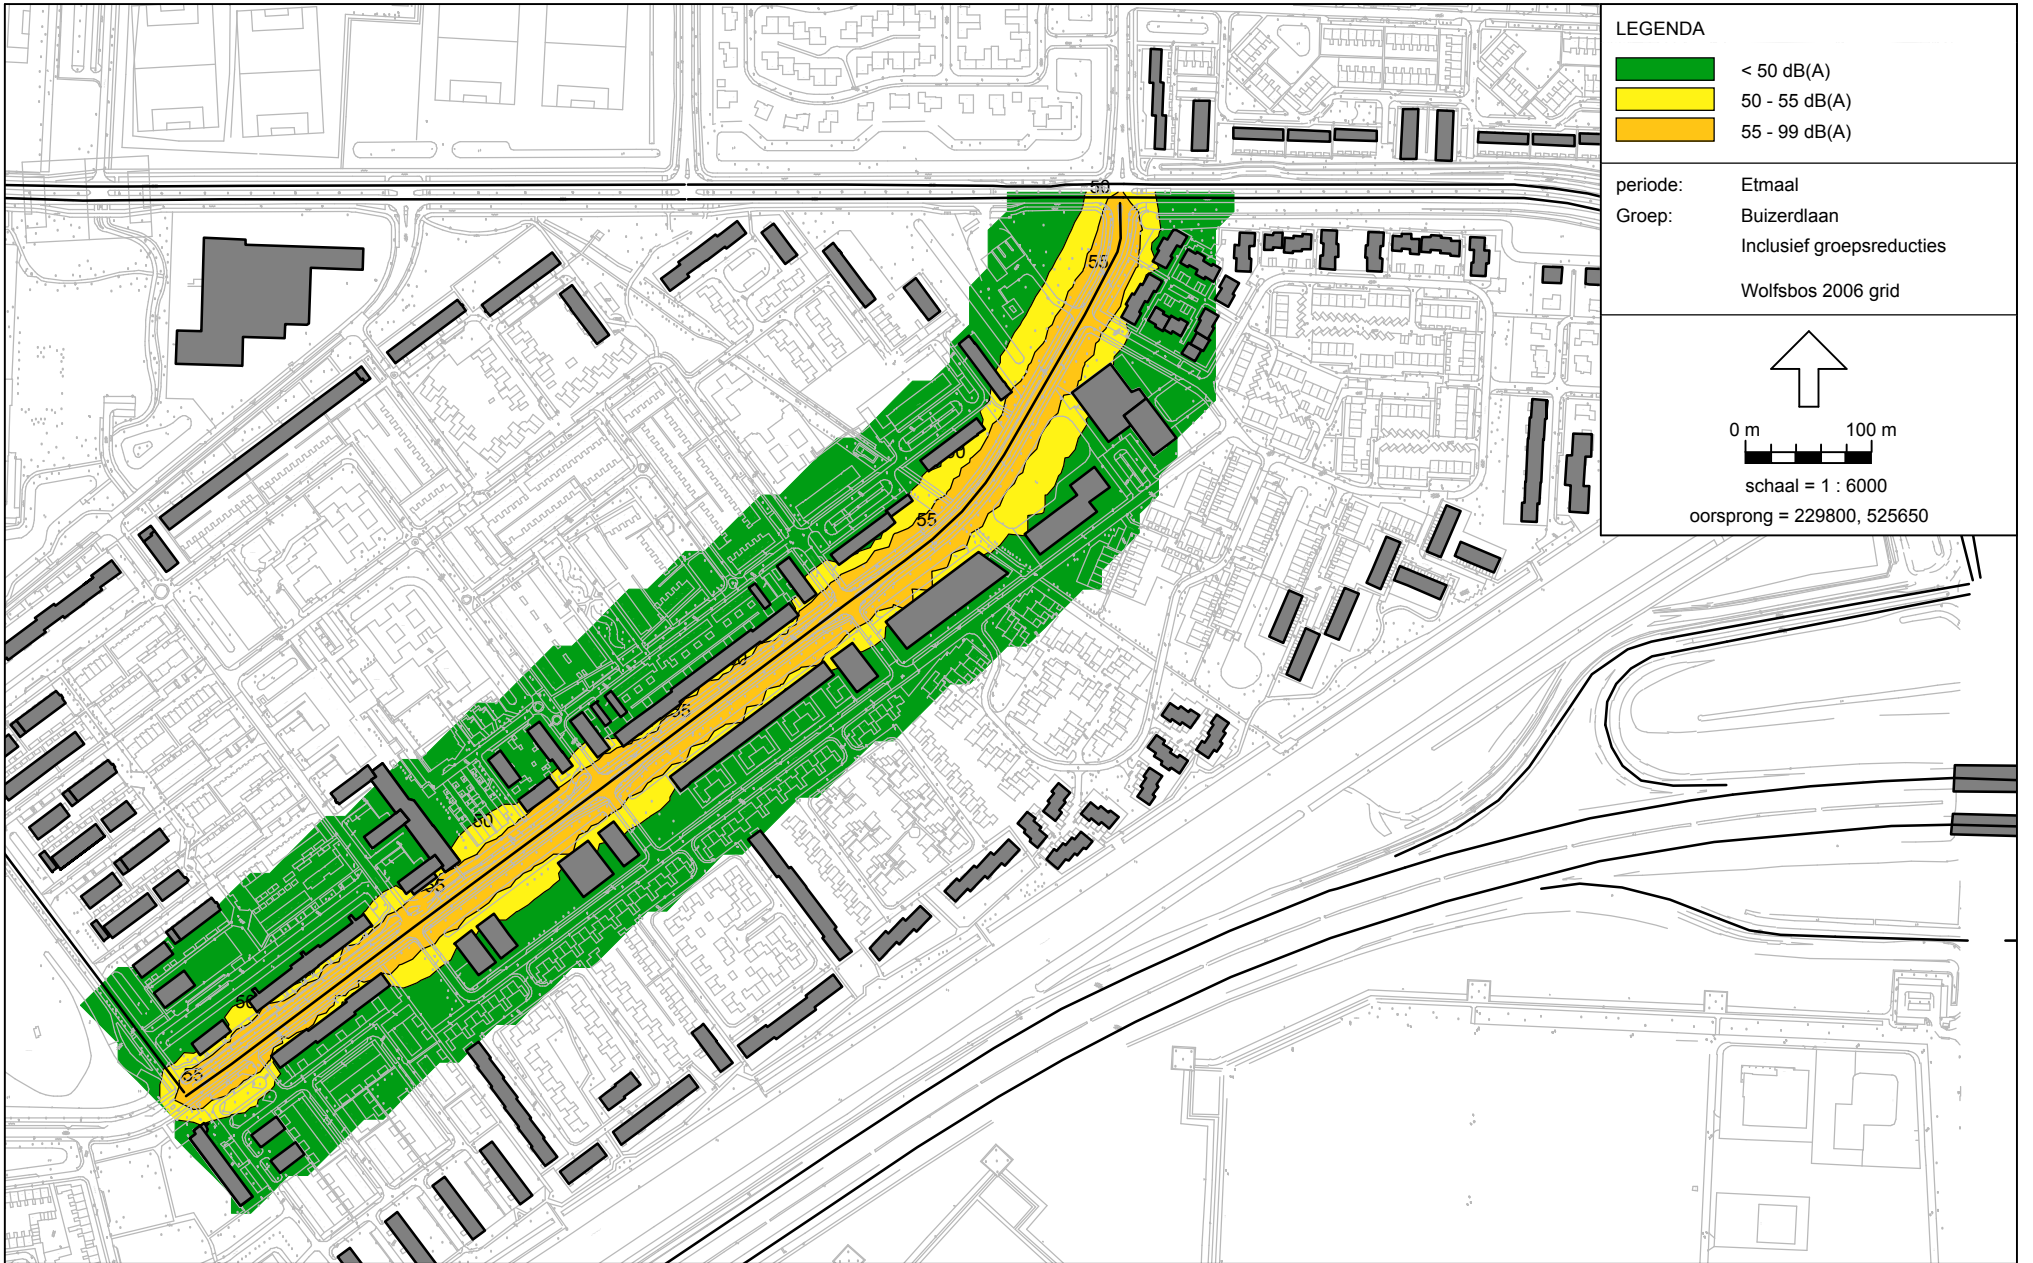 LEGENDA
< 50 dB(A)
50 - 55 dB(A)
55 - 99 dB(A)
periode: Etmaal
Groep: Buizerdlaan
Inclusief groepsreducties
Wolfsbos 2006 grid
0 m 100 m
schaal = 1 : 6000
oorsprong = 229800, 525650
50
55
55
55
50
55
50
55